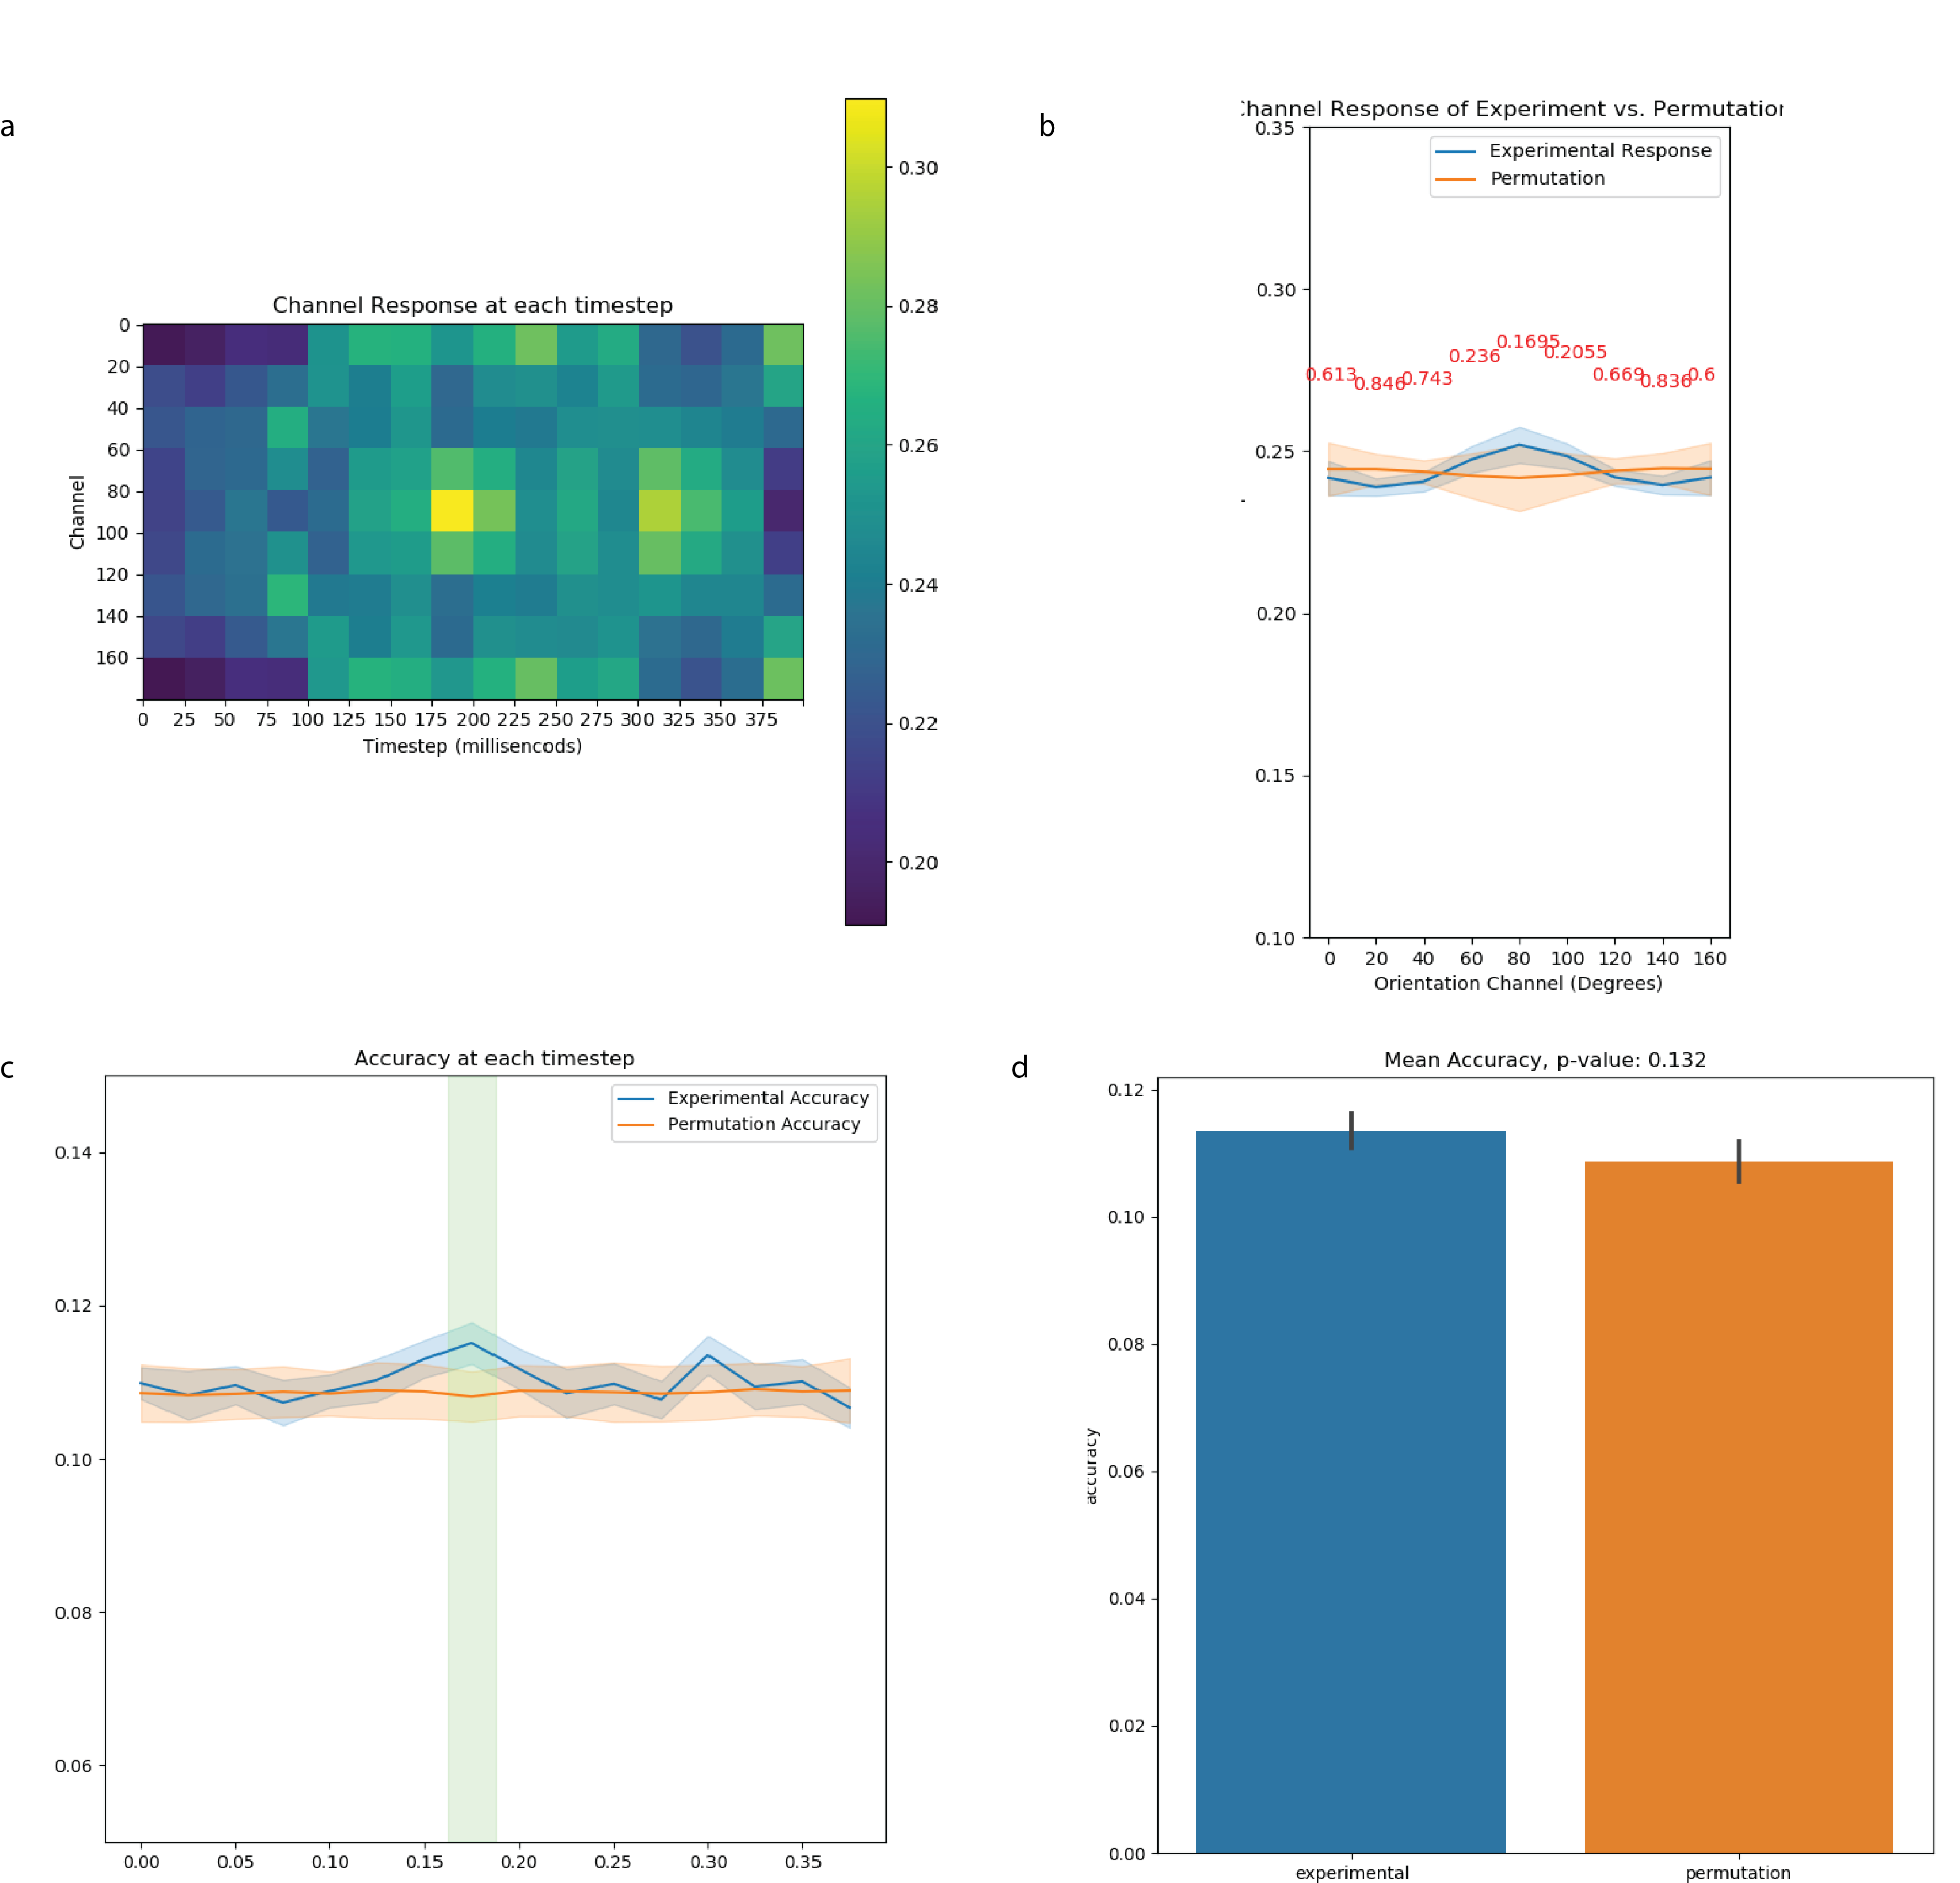 a
Channel Response at each timestep
0
20
40
60
80
100
120
140
160
Channel
0 25 50 75 100 125 150 175 200 225 250 275 300 325 350 375
Timestep (millisencods)
0.30
0.28
0.26
0.24
0.22
0.20
b
Channel Response of Experiment vs. Permutation
Experimental Response
Permutation
0.35
0.30
0.25
0.20
0.15
0.10
0.613 0.846 0.743 0.236 0.1695 0.2055 0.669 0.836 0.6
0 20 40 60 80 100 120 140 160
Orientation Channel (Degrees)
c
Accuracy at each timestep
Experimental Accuracy
Permutation Accuracy
0.14
0.12
0.10
0.08
0.06
0.00 0.05 0.10 0.15 0.20 0.25 0.30 0.35
d
Mean Accuracy, p-value: 0.132
0.12
0.10
0.08
0.06
0.04
0.02
0.00
accuracy
experimental permutation